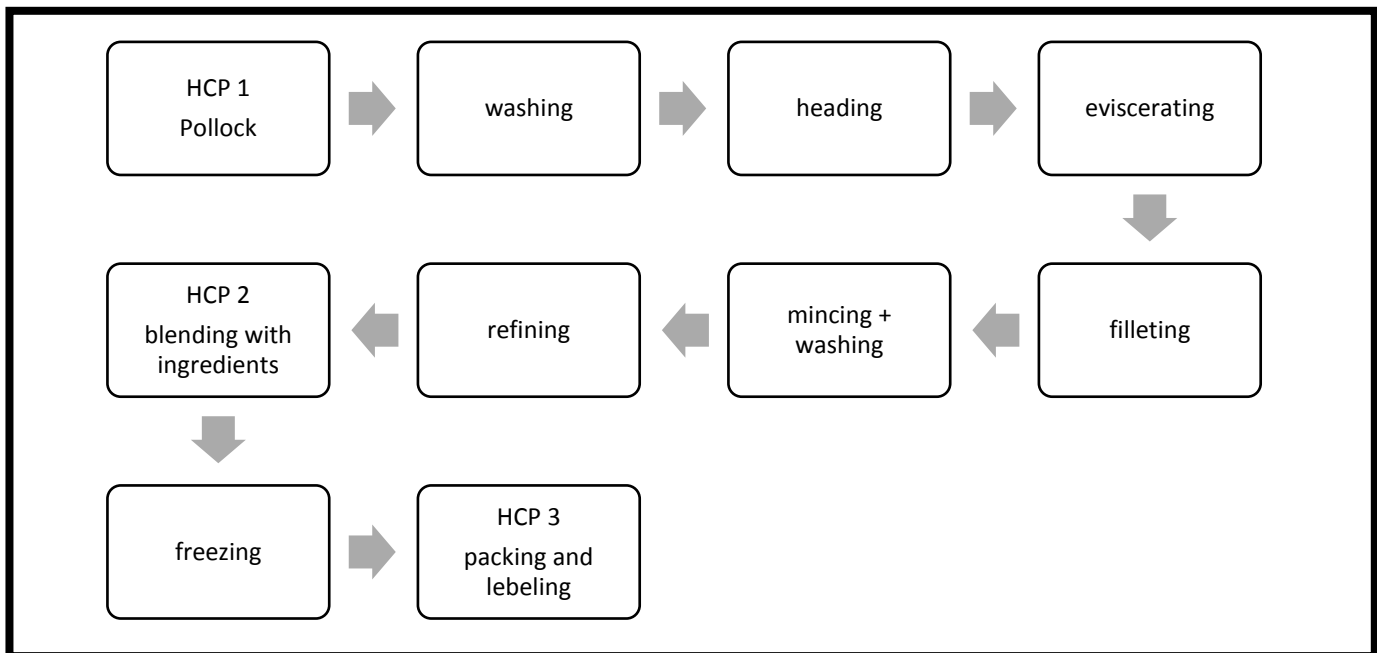 HCP 1
Pollock
washing
heading
eviscerating
filleting
mincing +
washing
refining
HCP 2
blending with
ingredients
freezing
HCP 3
packing and
lebeling